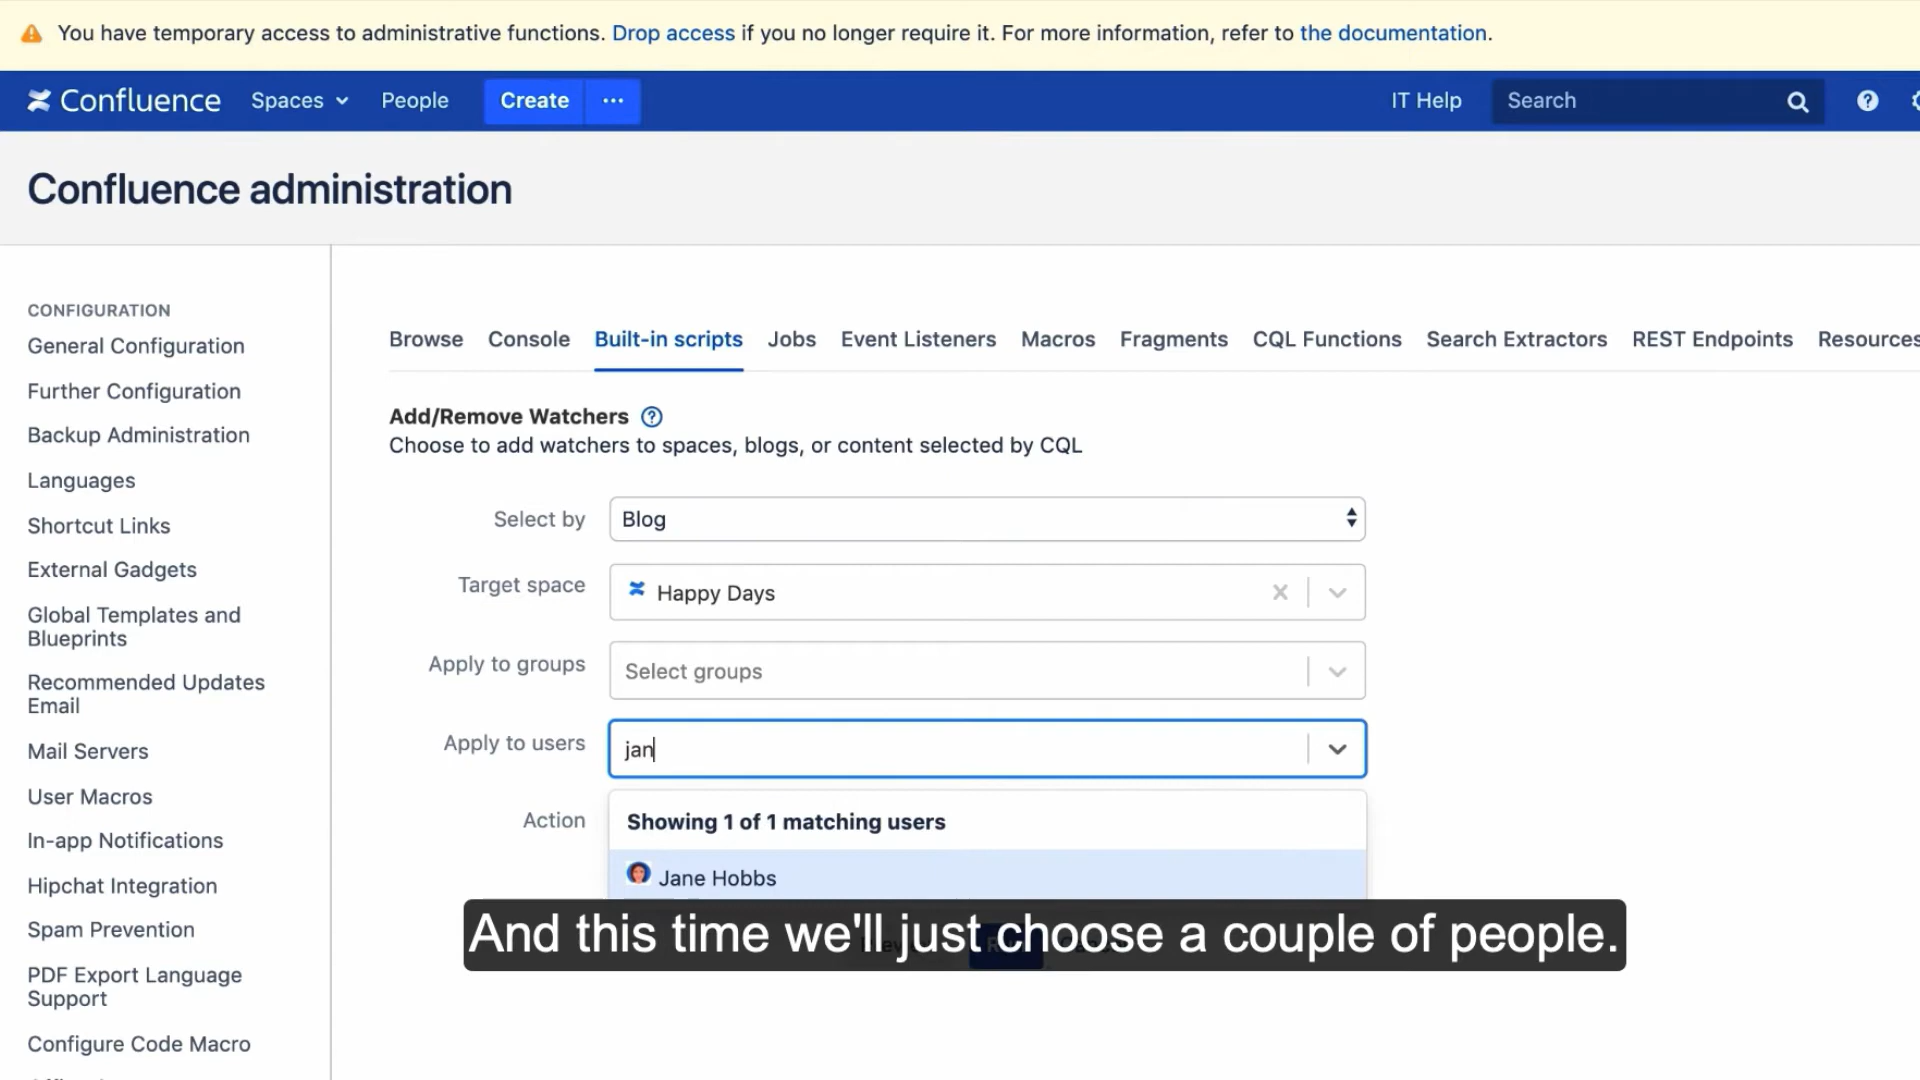 You have temporary access to administrative functions. Drop access if you no longer require it. For more information, refer to the documentation.
Confluence Spaces People Create ··· IT Help Search
Confluence administration
CONFIGURATION
General Configuration
Further Configuration
Backup Administration
Languages
Shortcut Links
External Gadgets
Global Templates and
Blueprints
Recommended Updates
Email
Mail Servers
User Macros
In-app Notifications
Hipchat Integration
Spam Prevention
PDF Export Language
Support
Configure Code Macro
Browse Console Built-in scripts Jobs Event Listeners Macros Fragments CQL Functions Search Extractors REST Endpoints Resources
Add/Remove Watchers
Choose to add watchers to spaces, blogs, or content selected by CQL
Select by Blog
Target space Happy Days
Apply to groups Select groups
Apply to users jan
Action Showing 1 of 1 matching users
Jane Hobbs
And this time we'll just choose a couple of people.